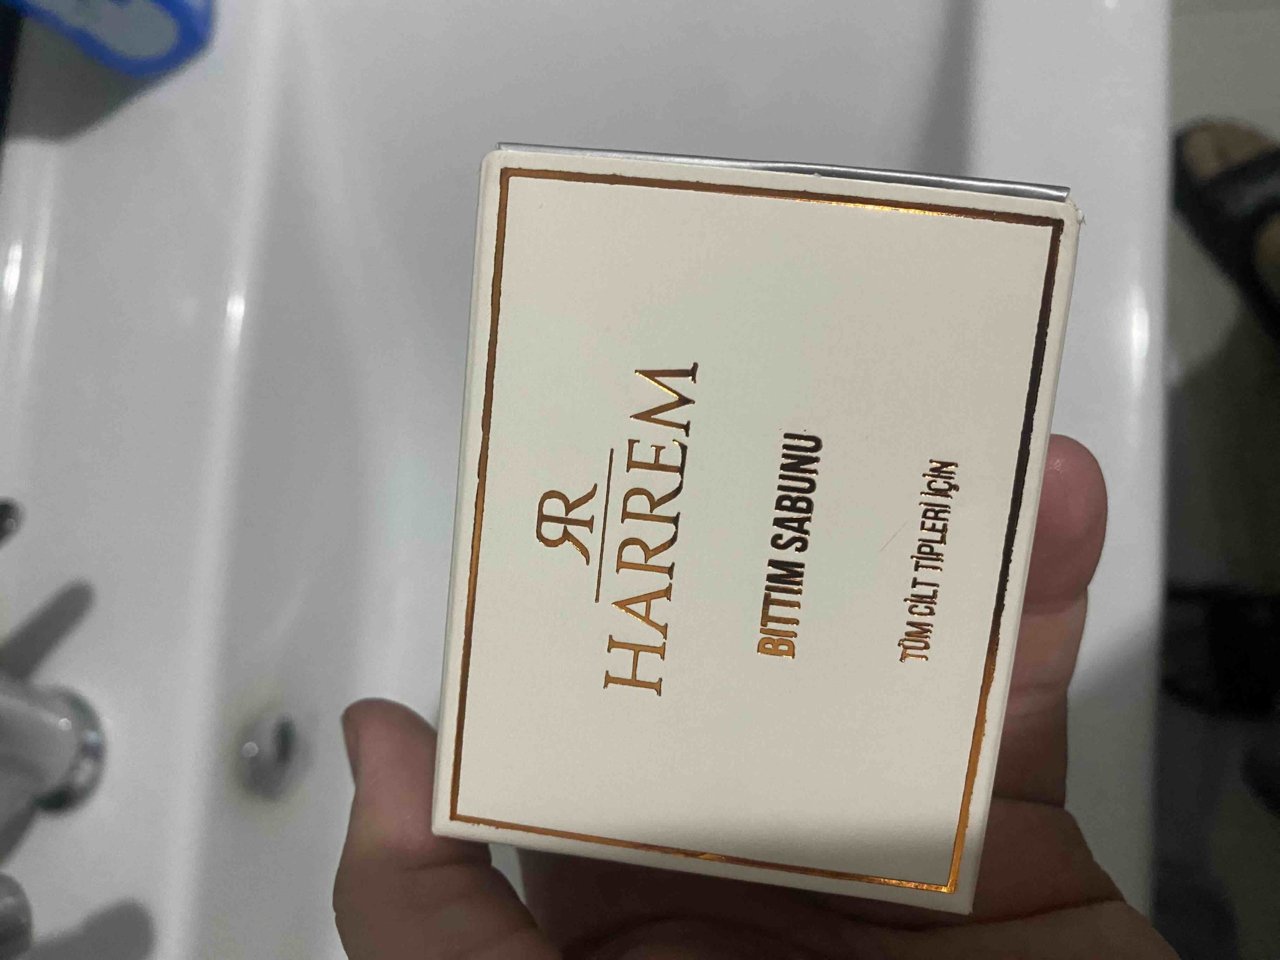 RR
HARREM
BITTIM SABUNU
TÜM CİLT TİPLERİ İÇİN